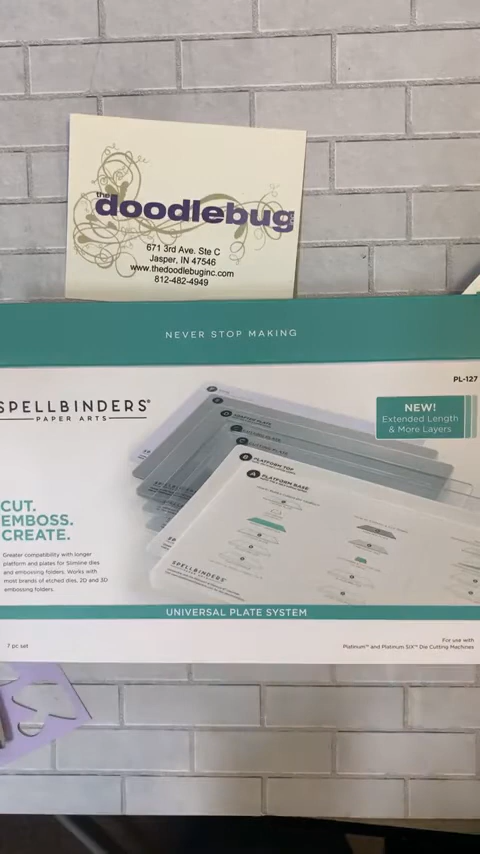 the
doodlebug
671 3rd Ave. Ste C
Jasper, IN 47546
www.thedoodlebuginc.com
812-482-4949
NEVER STOP MAKING
PL-127
SPELLBINDERS®
PAPER ARTS
NEW!
Extended Length
& More Layers
ADAPTER PLATE
CUTTING PLATE
C
B PLATFORM TOP
A PLATFORM BASE
SPELLBINDERS
CUT.
EMBOSS.
CREATE.
Greater compatibility with longer
platform and plates for Slimline dies
and embossing folders. Works with
most brands of etched dies, 2D and 3D
embossing folders.
UNIVERSAL PLATE SYSTEM
7 pc set
For use with
Platinum™ and Platinum SIX™ Die Cutting Machines